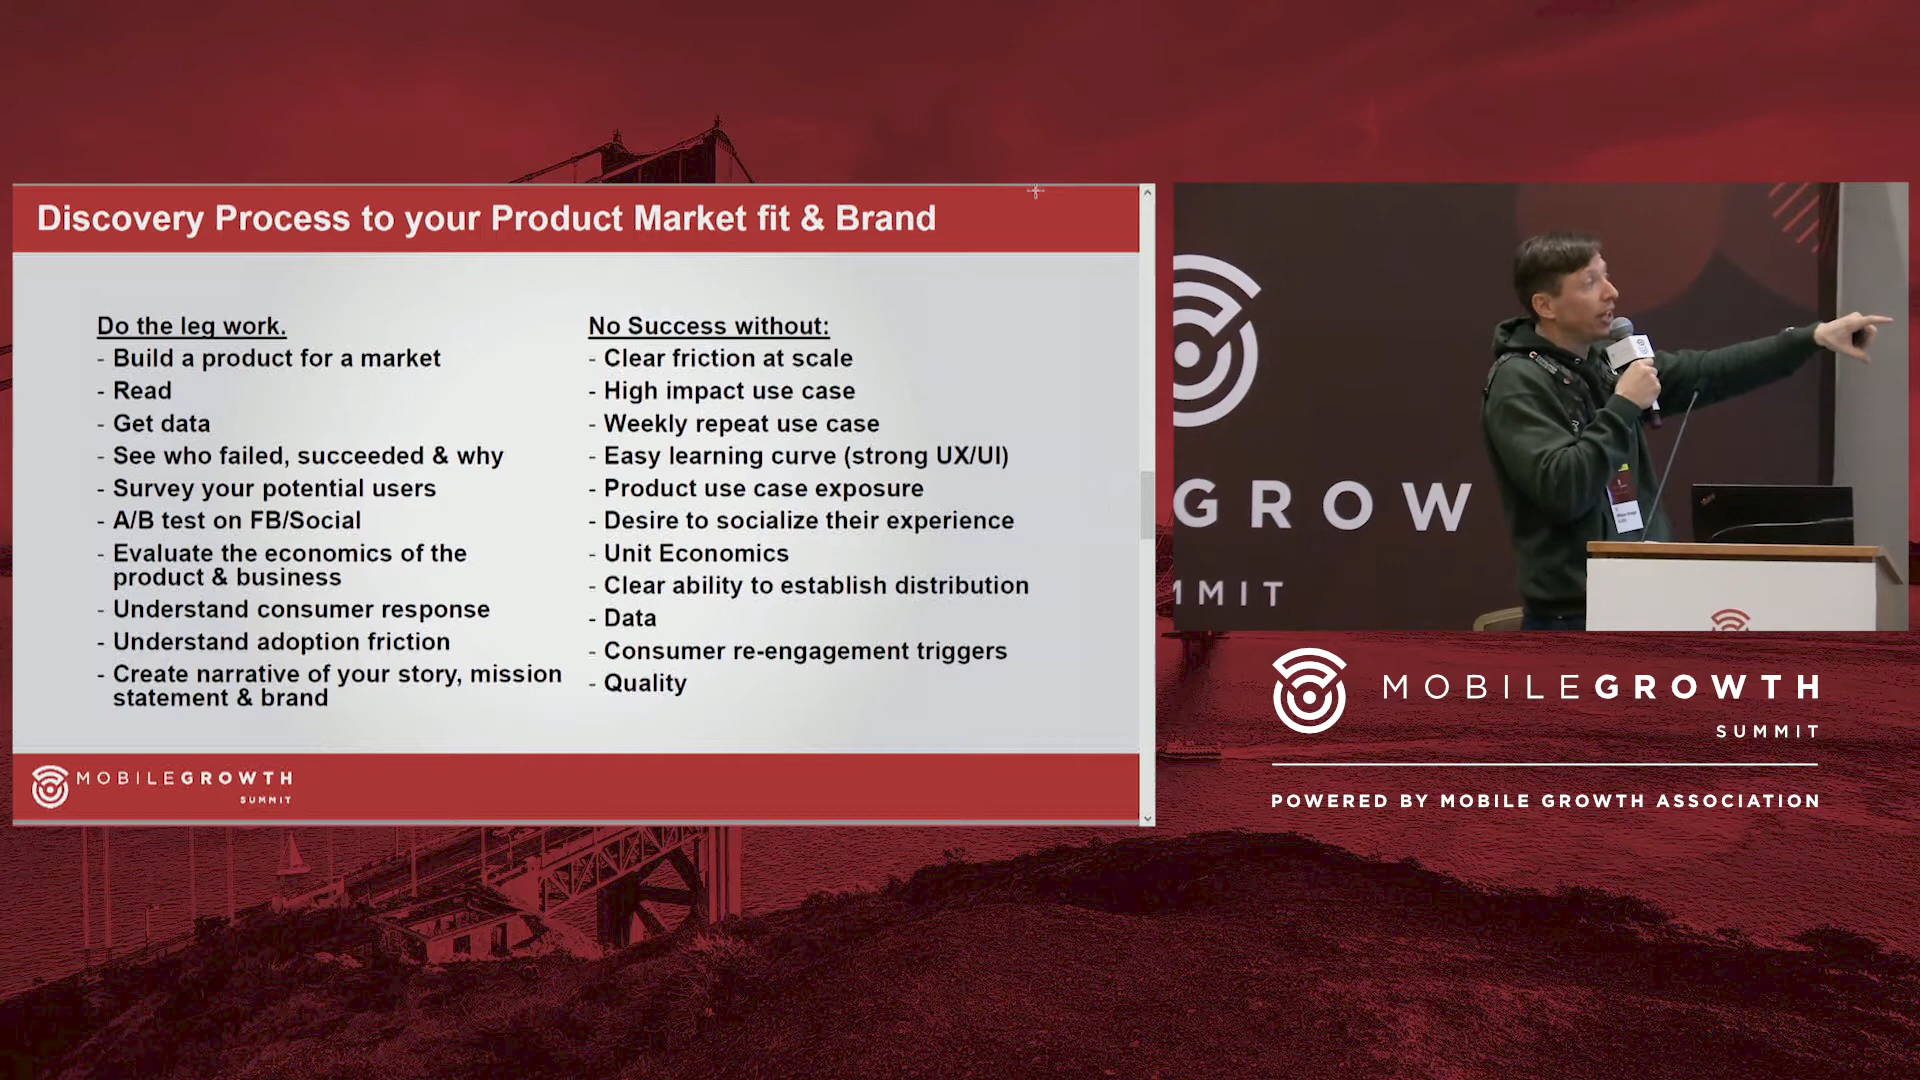 Discovery Process to your Product Market fit & Brand
Do the leg work.
- Build a product for a market
- Read
- Get data
- See who failed, succeeded & why
- Survey your potential users
- A/B test on FB/Social
- Evaluate the economics of the
product & business
- Understand consumer response
- Understand adoption friction
- Create narrative of your story, mission
statement & brand
No Success without:
- Clear friction at scale
- High impact use case
- Weekly repeat use case
- Easy learning curve (strong UX/UI)
- Product use case exposure
- Desire to socialize their experience
- Unit Economics
- Clear ability to establish distribution
- Data
- Consumer re-engagement triggers
- Quality
MOBILEGROWTH
SUMMIT
GROW
MMIT
MOBILEGROWTH
SUMMIT
POWERED BY MOBILE GROWTH ASSOCIATION